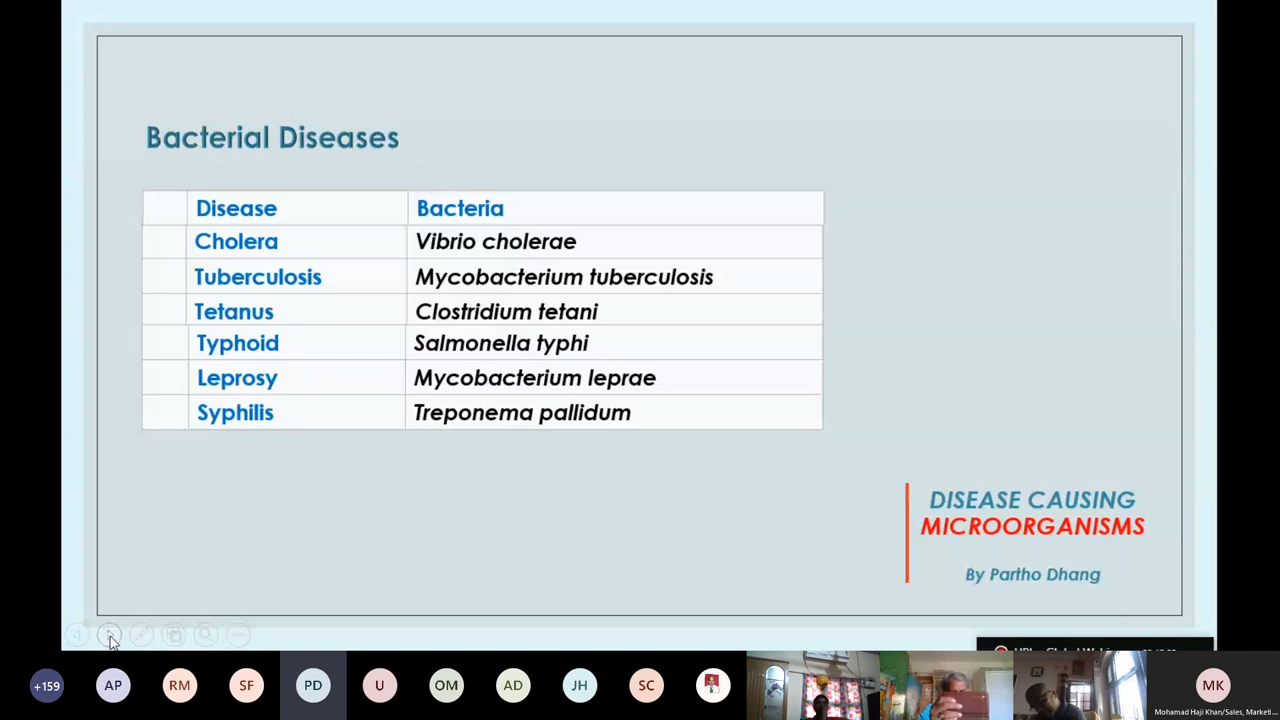 Bacterial Diseases
Disease Bacteria
Cholera Vibrio cholerae
Tuberculosis Mycobacterium tuberculosis
Tetanus Clostridium tetani
Typhoid Salmonella typhi
Leprosy Mycobacterium leprae
Syphilis Treponema pallidum
DISEASE CAUSING
MICROORGANISMS
By Partho Dhang
+159 AP RM SF PD U OM AD JH SC MK
Mohamad Haji Khan/Sales, Marketi...